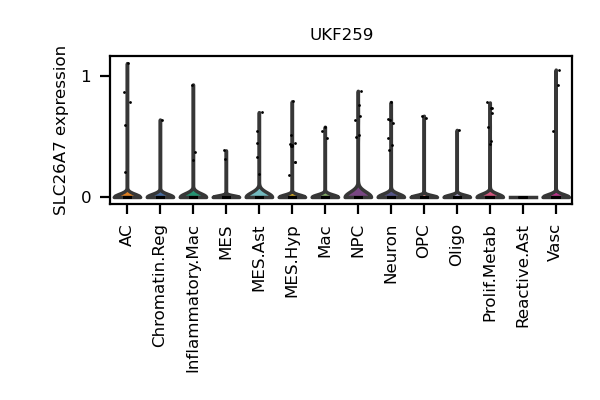 UKF259
SLC26A7 expression
1
0
AC
Chromatin.Reg
Inflammatory.Mac
MES
MES.Ast
MES.Hyp
Mac
NPC
Neuron
OPC
Oligo
Prolif.Metab
Reactive.Ast
Vasc